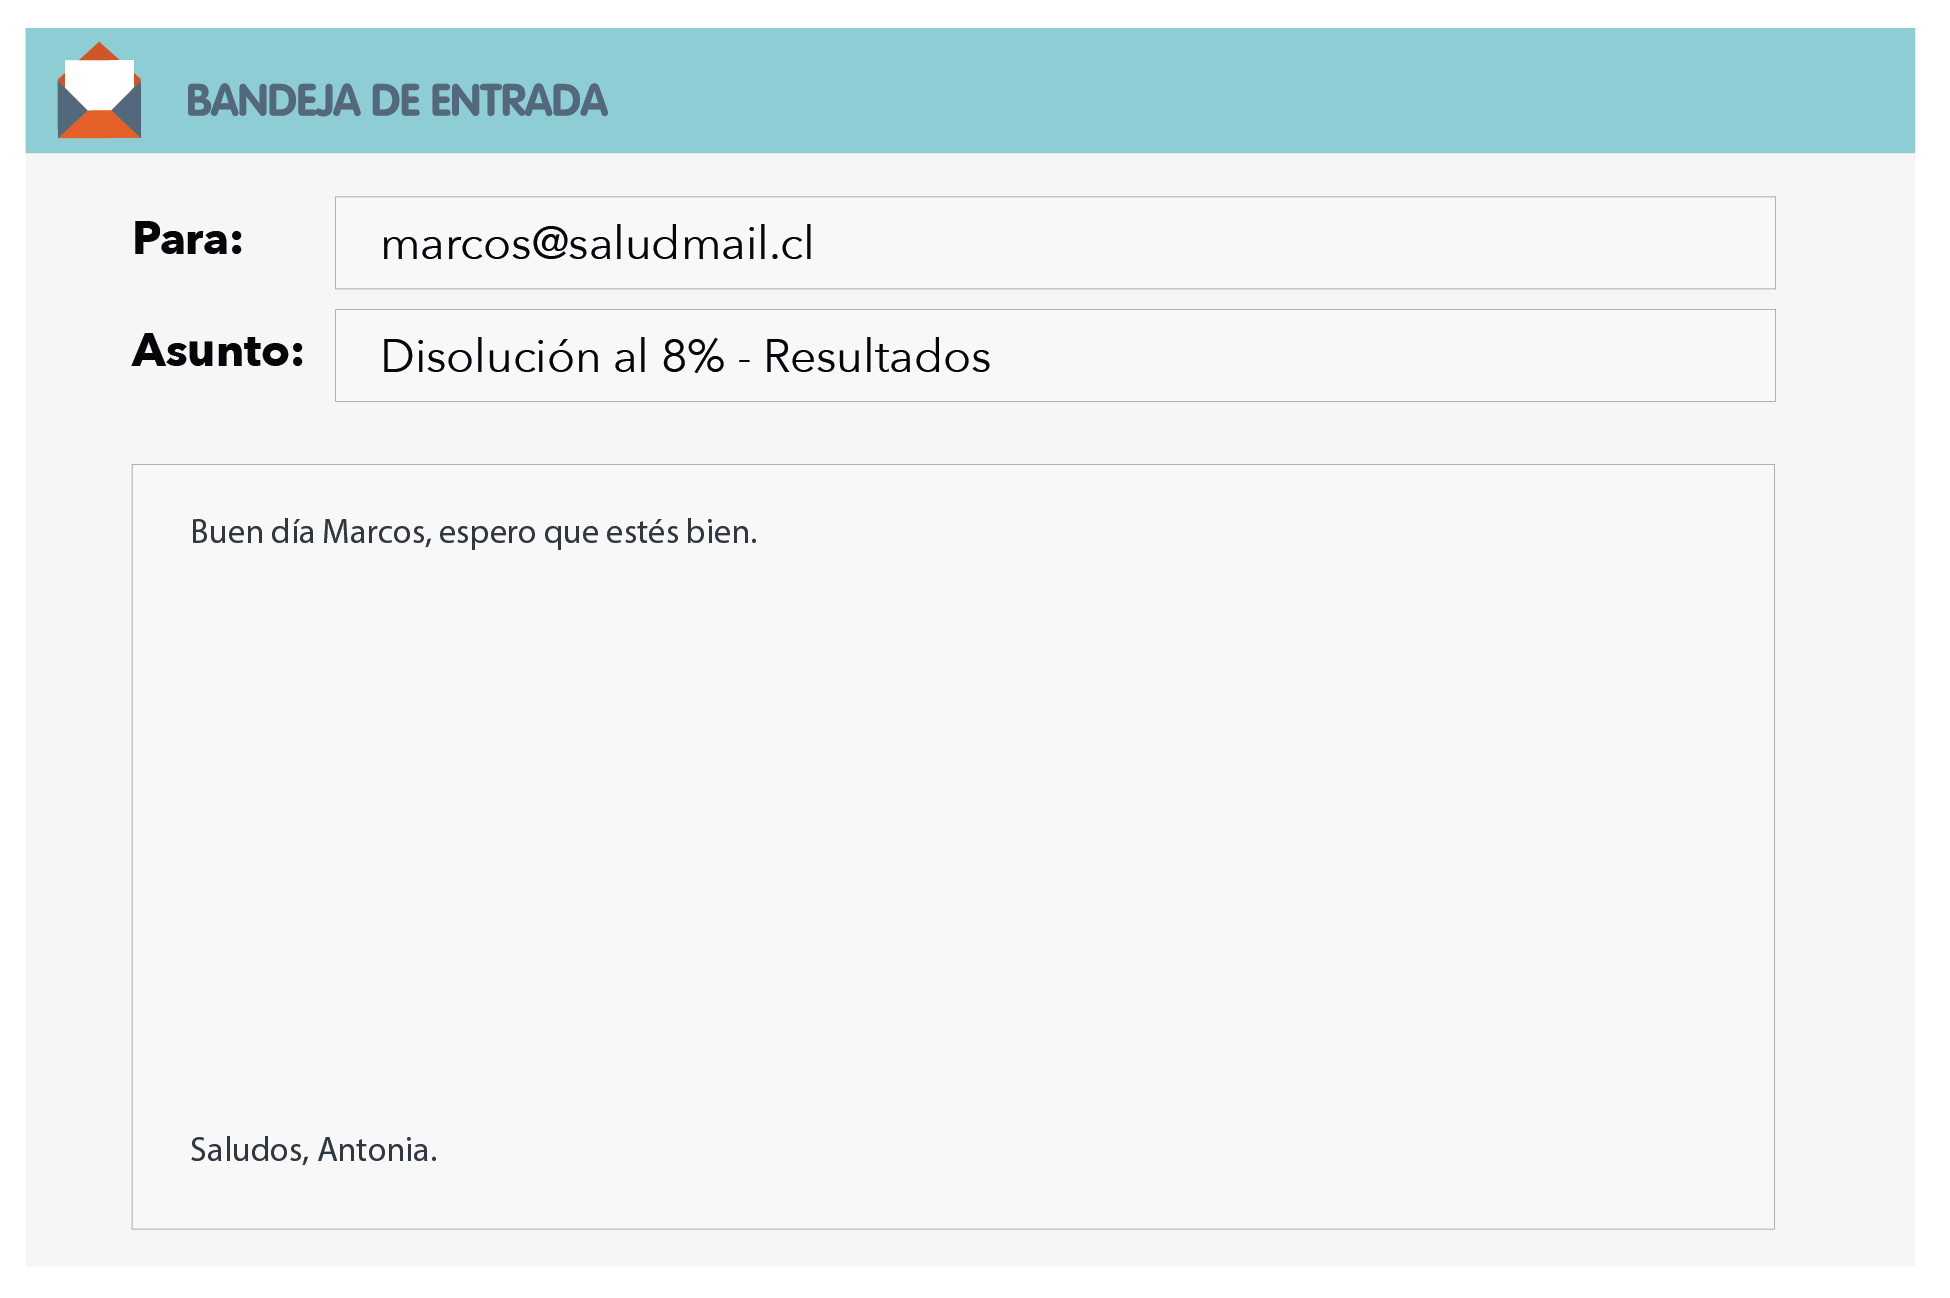 BANDEJA DE ENTRADA
Para: marcos@saludmail.cl
Asunto: Disolución al 8% - Resultados
Buen día Marcos, espero que estés bien.
Saludos, Antonia.